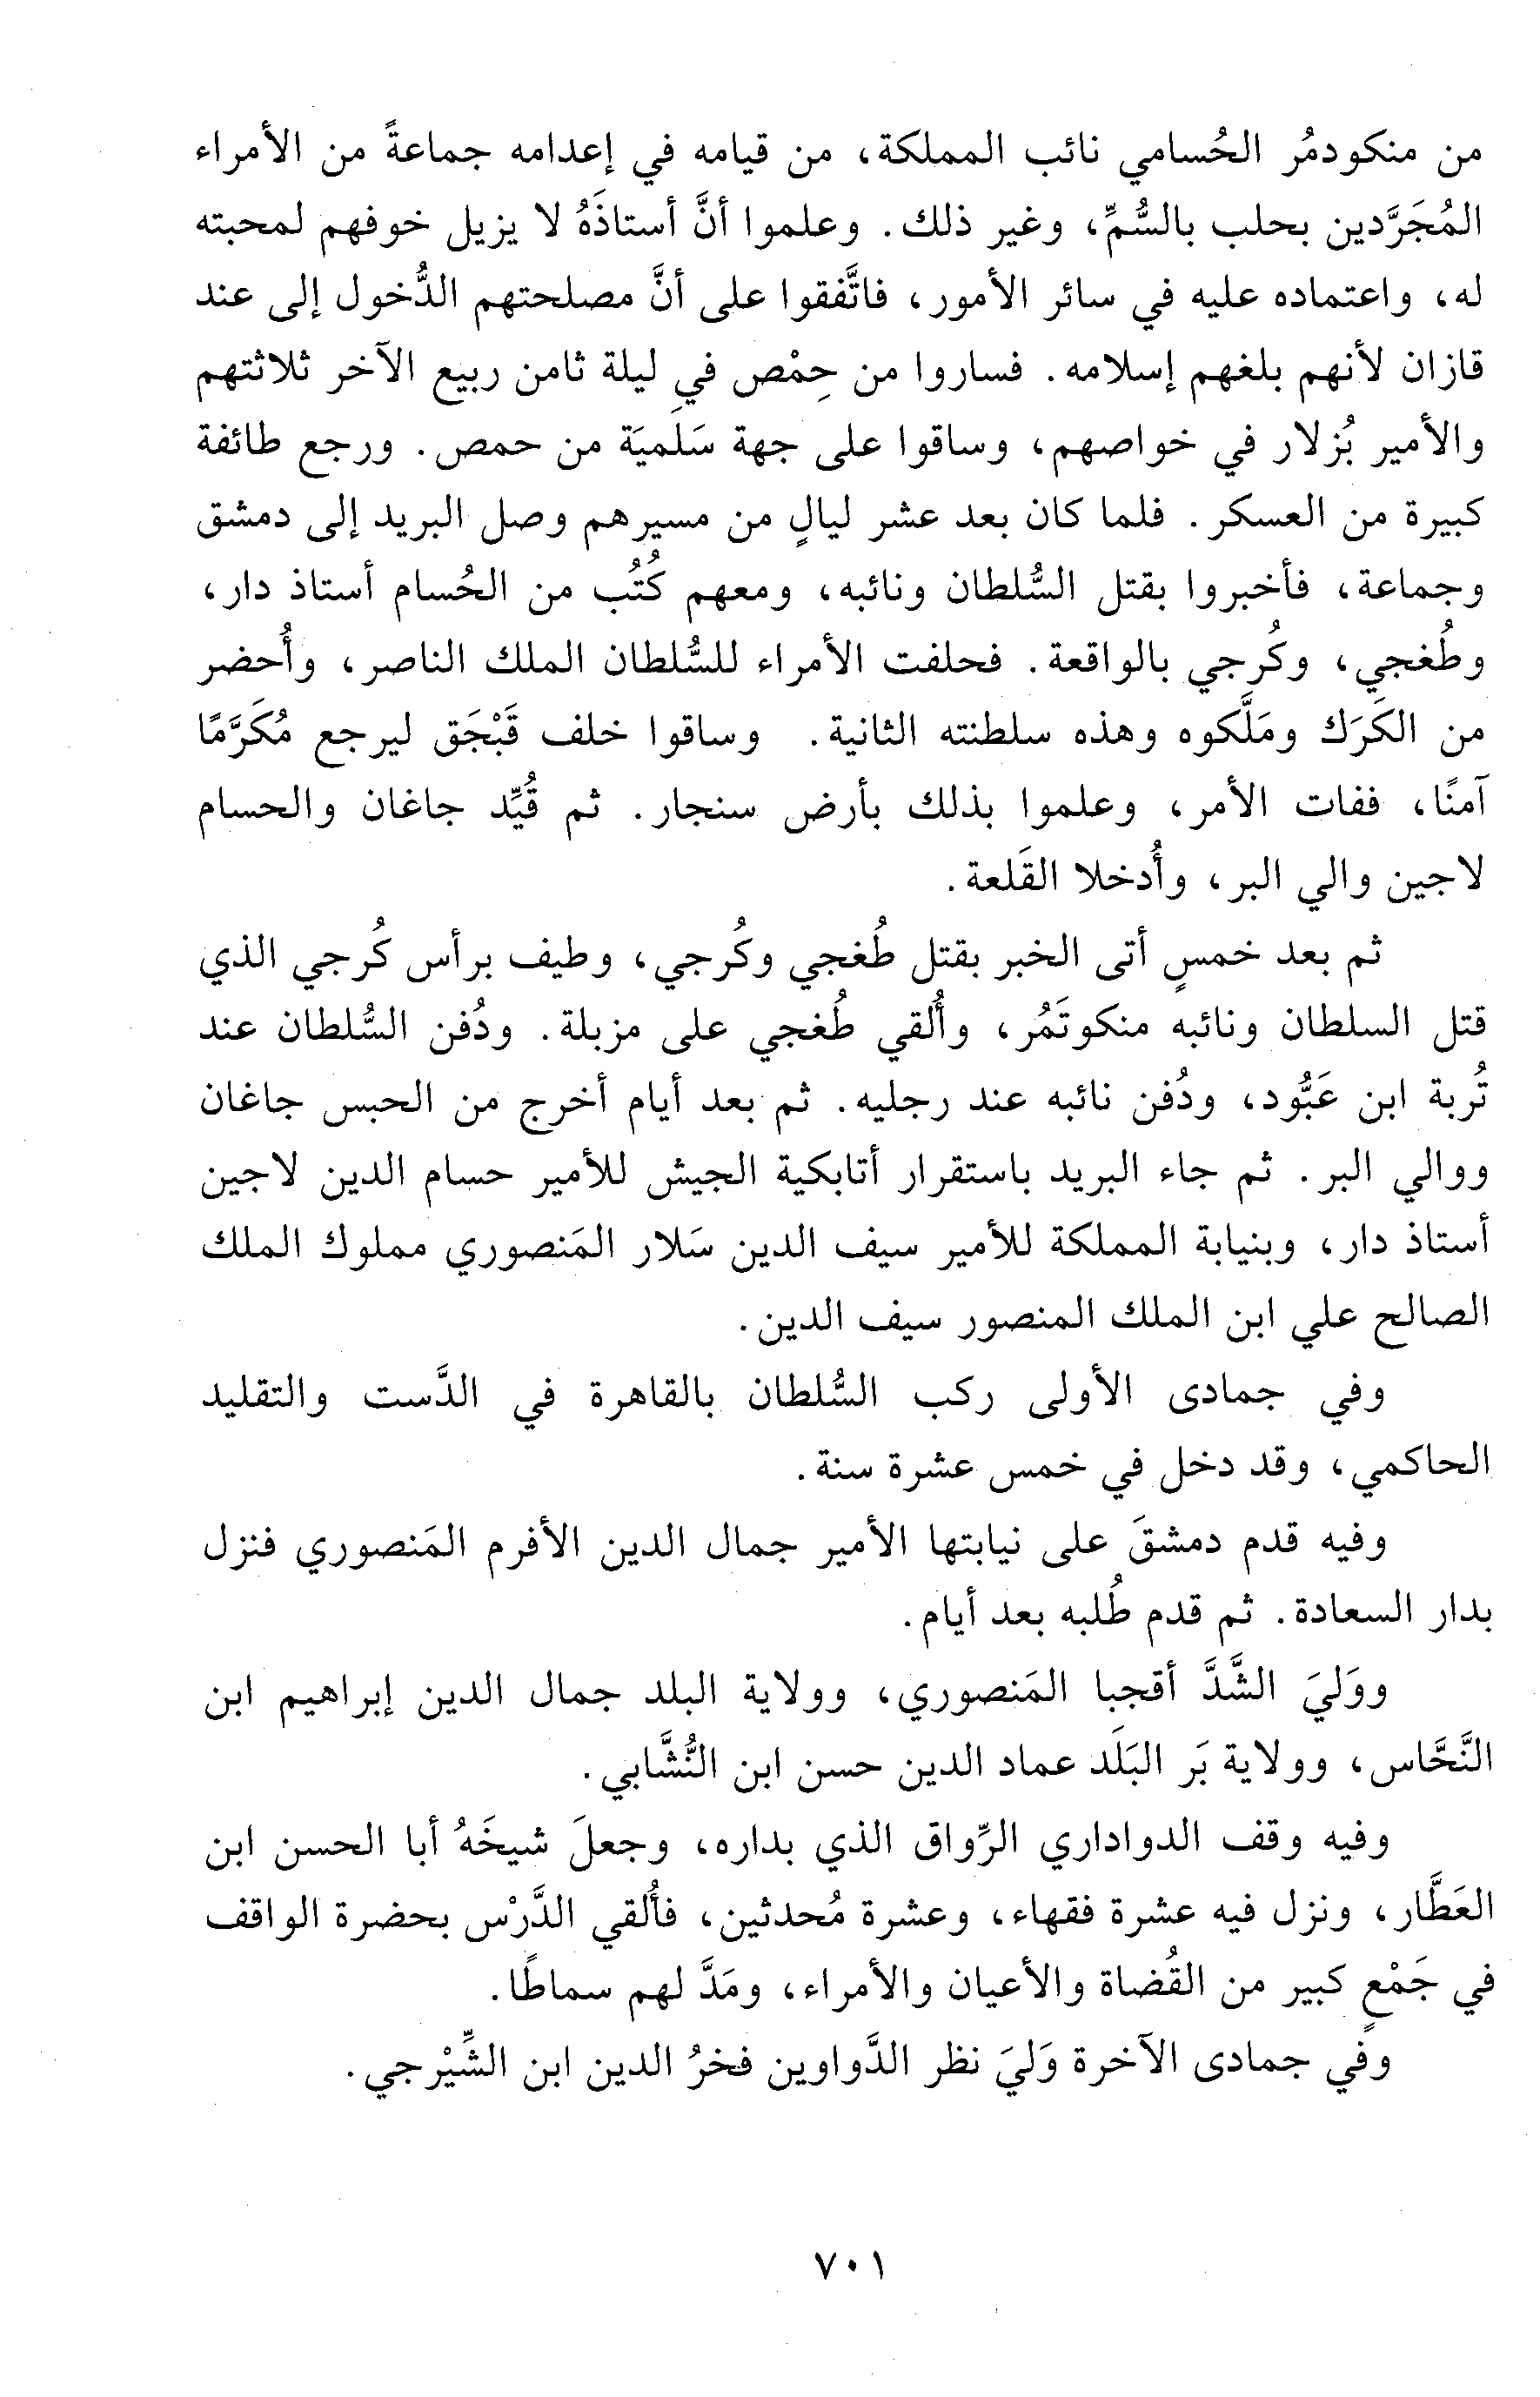 من منكودمُر الحُسامي نائب المملكة، من قيامه في إعدامه جماعةً من الأمراء
المُجَرَّدين بحلب بالسُّمِّ، وغير ذلك. وعلموا أنَّ أستاذَهُ لا يزيل خوفهم لمحبته
له، واعتماده عليه في سائر الأمور، فاتَّفقوا على أنَّ مصلحتهم الدُّخول إلى عند
قازان لأنهم بلغهم إسلامه. فساروا من حِمْص في ليلة ثامن ربيع الآخر ثلاثتهم
والأمير بُزلار في خواصهم، وساقوا على جهة سَلَمِيَة من حمص. ورجع طائفة
كبيرة من العسكر. فلما كان بعد عشر ليالٍ من مسيرهم وصل البريد إلى دمشق
وجماعة، فأخبروا بقتل السُّلطان ونائبه، ومعهم كُتُب من الحُسام أستاذ دار،
وطُغجي، وكُرجي بالواقعة. فحلفت الأمراء للسُّلطان الملك الناصر، وأُحضر
من الكَرَك ومَلَّكوه وهذه سلطنته الثانية. وساقوا خلف قَبْجَق ليرجع مُكَرَّمًا
آمنًا، ففات الأمر، وعلموا بذلك بأرض سنجار. ثم قُيِّد جاغان والحسام
لاجين والي البر، وأُدخلا القَلعة.
ثم بعد خمسٍ أتى الخبر بقتل طُغجي وكُرجي، وطيف برأس كُرجي الذي
قتل السلطان ونائبه منكوتَمُر، وأُلقي طُغجي على مزبلة. ودُفن السُّلطان عند
تُربة ابن عَبُّود، ودُفن نائبه عند رجليه. ثم بعد أيام أخرج من الحبس جاغان
ووالي البر. ثم جاء البريد باستقرار أتابكية الجيش للأمير حسام الدين لاجين
أستاذ دار، وبنيابة المملكة للأمير سيف الدين سَلار المَنصوري مملوك الملك
الصالح علي ابن الملك المنصور سيف الدين.
وفي جمادى الأولى ركب السُّلطان بالقاهرة في الدَّست والتقليد
الحاكمي، وقد دخل في خمس عشرة سنة.
وفيه قدم دمشقَ على نيابتها الأمير جمال الدين الأفرم المَنصوري فنزل
بدار السعادة. ثم قدم طُلبه بعد أيام.
ووَليَ الشَّدَّ أقجبا المَنصوري، وولاية البلد جمال الدين إبراهيم ابن
النَّحَّاس، وولاية بَر البَلَد عماد الدين حسن ابن النُّشَّابي.
وفيه وقف الدواداري الرِّواق الذي بداره، وجعلَ شيخَهُ أبا الحسن ابن
العَطَّار، ونزل فيه عشرة فقهاء، وعشرة مُحدثين، فأُلقي الدَّرْس بحضرة الواقف
في جَمْعٍ كبير من القُضاة والأعيان والأمراء، ومَدَّ لهم سماطًا.
وفي جمادى الآخرة وَليَ نظر الدَّواوين فخرُ الدين ابن الشِّيْرجي.
٧٠١